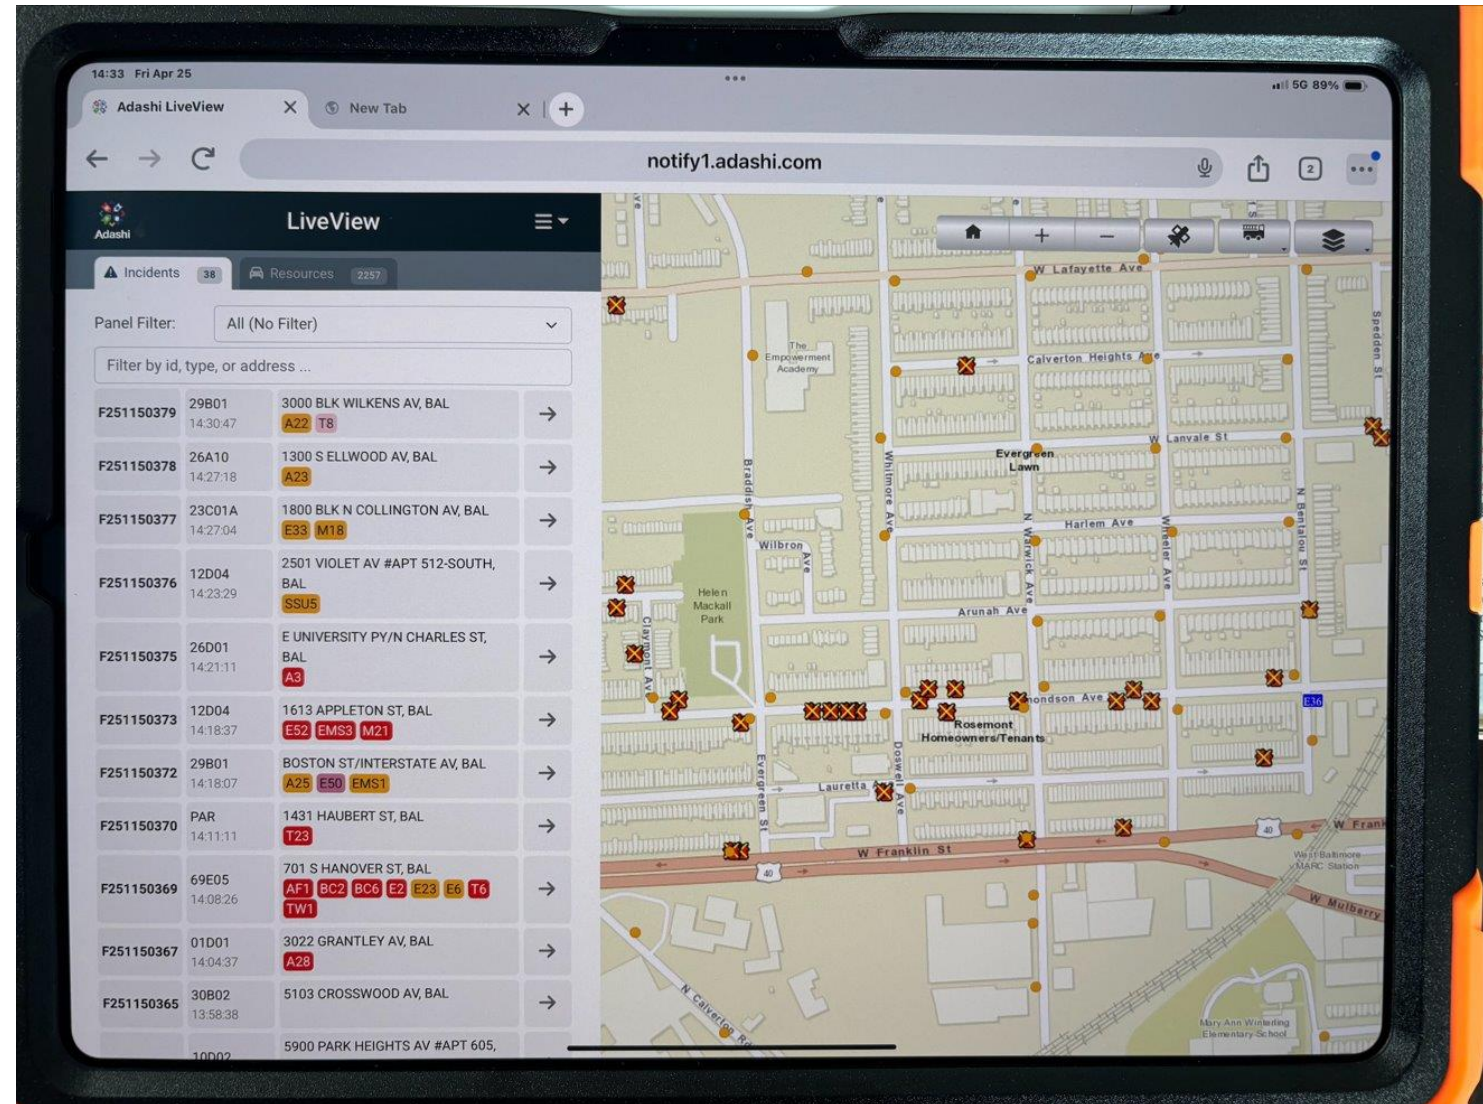 14:33 Fri Apr 25
5G 89%
Adashi LiveView
New Tab
notify1.adashi.com
2
Adashi
LiveView
Incidents 38
Resources 2257
Panel Filter: All (No Filter)
Filter by id, type, or address ...
F251150379 29B01 14:30:47 3000 BLK WILKENS AV, BAL
A22 T8
F251150378 26A10 14:27:18 1300 S ELLWOOD AV, BAL
A23
F251150377 23C01A 14:27:04 1800 BLK N COLLINGTON AV, BAL
E33 M18
F251150376 12D04 14:23:29 2501 VIOLET AV #APT 512-SOUTH,
BAL
SSU5
F251150375 26D01 14:21:11 E UNIVERSITY PY/N CHARLES ST,
BAL
A3
F251150373 12D04 14:18:37 1613 APPLETON ST, BAL
E52 EMS3 M21
F251150372 29B01 14:18:07 BOSTON ST/INTERSTATE AV, BAL
A25 E50 EMS1
F251150370 PAR 14:11:11 1431 HAUBERT ST, BAL
T23
F251150369 69E05 14:08:26 701 S HANOVER ST, BAL
AF1 BC2 BC6 E2 E23 E6 T6
TW1
F251150367 01D01 14:04:37 3022 GRANTLEY AV, BAL
A28
F251150365 30B02 13:58:38 5103 CROSSWOOD AV, BAL
10D02 5900 PARK HEIGHTS AV #APT 605,
W Lafayette Ave
The
Empowerment
Academy
Calverton Heights Ave
Spedden St
W Lanvale St
Evergreen
Lawn
Braddish Ave
Whitmore Ave
N Warwick Ave
Harlem Ave
Wheeler Ave
N Bentalou St
Wilbron
Ave
Helen
Mackall
Park
Arunah Ave
Claymont Ave
mondson Ave
E36
Rosemont
Homeowners/Tenants
Evergreen St
Doswell Ave
Lauretta
W Franklin St
40
40
W Frank
West Baltimore
MARC Station
W Mulberry
N Calverton Rd
Mary Ann Winterling
Elementary School